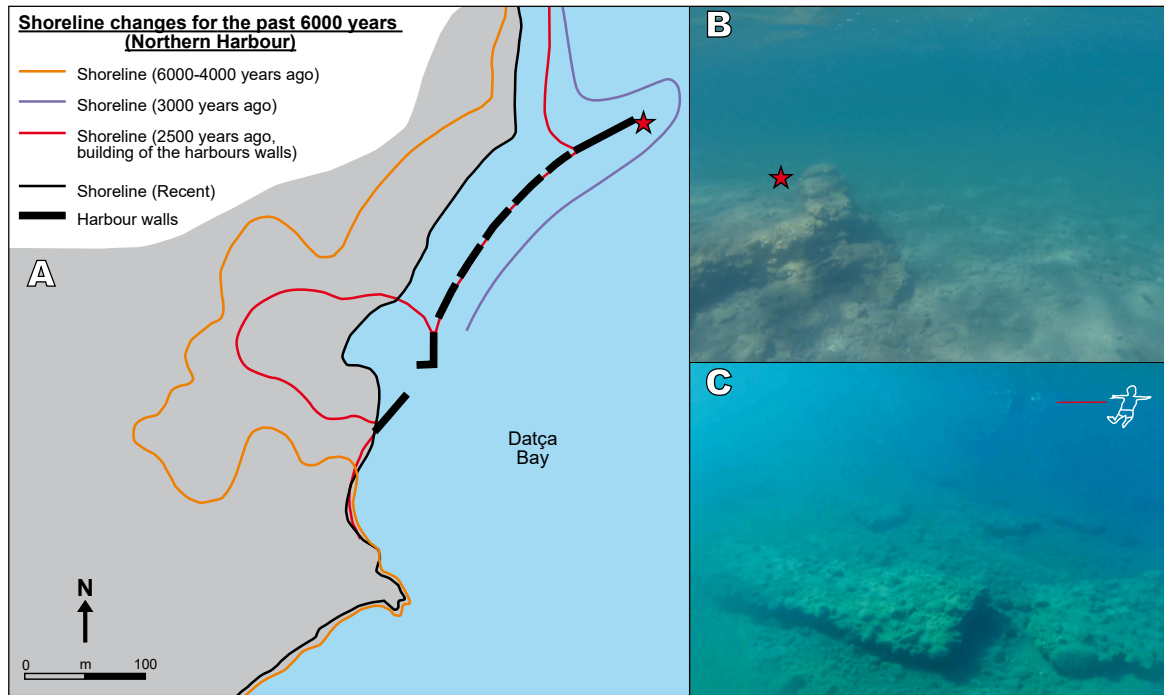 Shoreline changes for the past 6000 years
(Northern Harbour)
Shoreline (6000-4000 years ago)
Shoreline (3000 years ago)
Shoreline (2500 years ago,
building of the harbours walls)
Shoreline (Recent)
Harbour walls
A
Datça
Bay
N
0 m 100
B
C